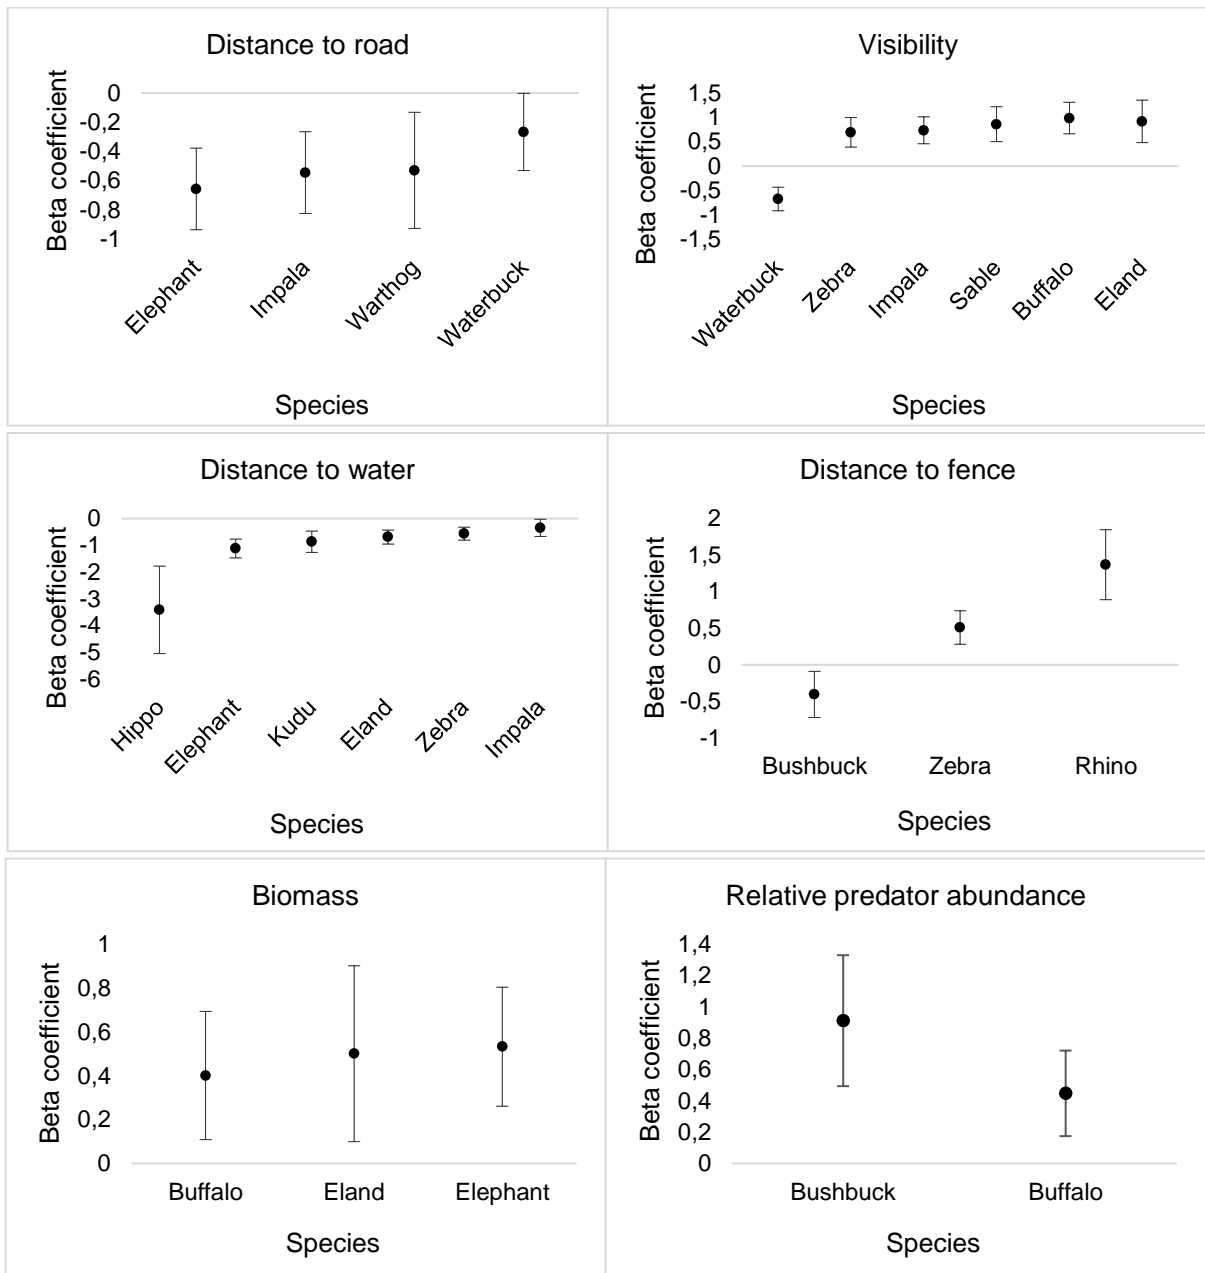 Distance to road
Beta coefficient
0
-0,2
-0,4
-0,6
-0,8
-1
Elephant
Impala
Warthog
Waterbuck
Species
Visibility
Beta coefficient
1,5
1
0,5
0
-0,5
-1
-1,5
Waterbuck
Zebra
Impala
Sable
Buffalo
Eland
Species
Distance to water
Beta coefficient
0
-1
-2
-3
-4
-5
-6
Hippo
Elephant
Kudu
Eland
Zebra
Impala
Species
Distance to fence
Beta coefficient
2
1,5
1
0,5
0
-0,5
-1
Bushbuck
Zebra
Rhino
Species
Biomass
Beta coefficient
1
0,8
0,6
0,4
0,2
0
Buffalo
Eland
Elephant
Species
Relative predator abundance
Beta coefficient
1,4
1,2
1
0,8
0,6
0,4
0,2
0
Bushbuck
Buffalo
Species